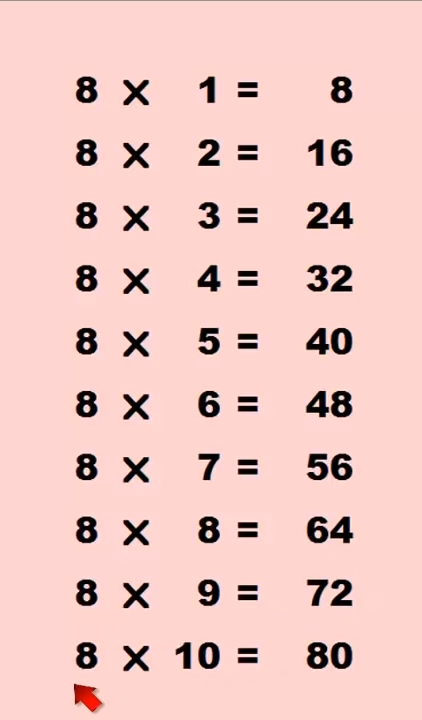 8 × 1 = 8
8 × 2 = 16
8 × 3 = 24
8 × 4 = 32
8 × 5 = 40
8 × 6 = 48
8 × 7 = 56
8 × 8 = 64
8 × 9 = 72
8 × 10 = 80